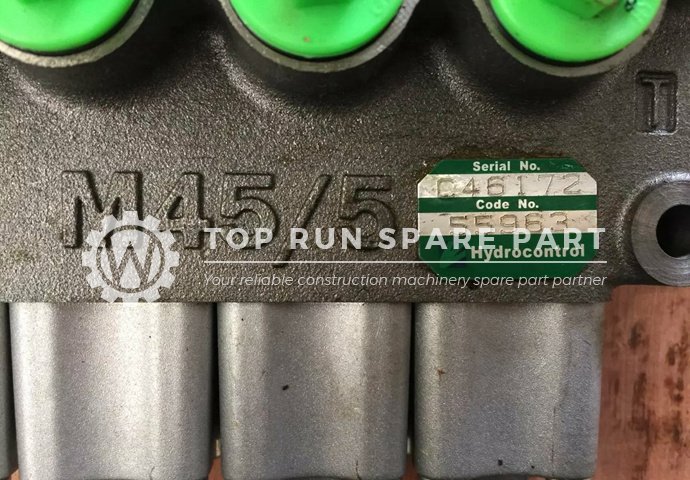 T
M45/5
Serial No.
C46172
Code No.
55963
Hydrocontrol
TOP RUN SPARE PART
Your reliable construction machinery spare part partner
W